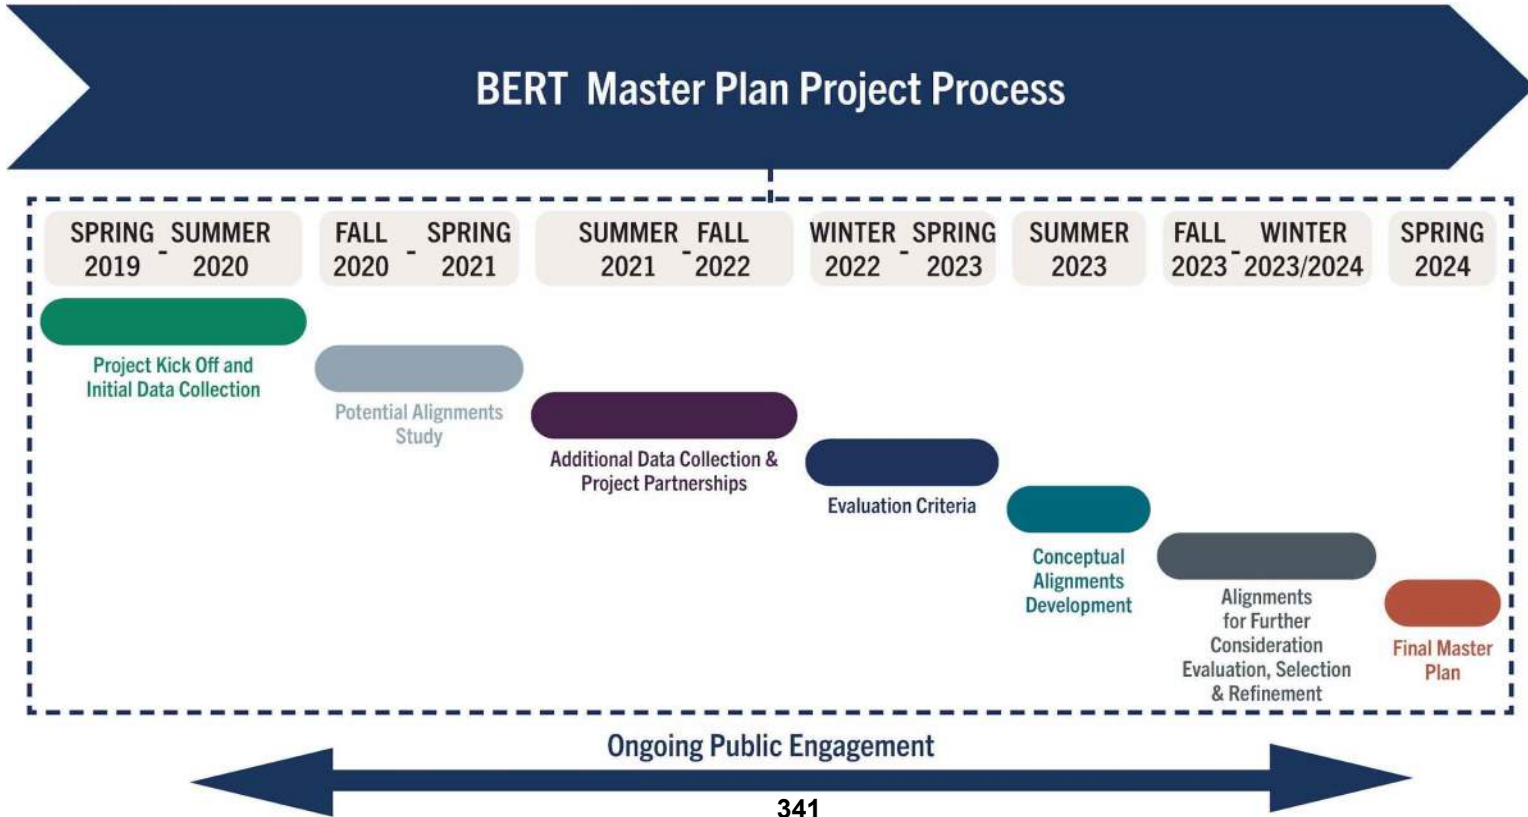 BERT Master Plan Project Process
SPRING 2019 - SUMMER 2020
FALL 2020 - SPRING 2021
SUMMER 2021 - FALL 2022
WINTER 2022 - SPRING 2023
SUMMER 2023
FALL 2023 - WINTER 2023/2024
SPRING 2024
Project Kick Off and
Initial Data Collection
Potential Alignments
Study
Additional Data Collection &
Project Partnerships
Evaluation Criteria
Conceptual
Alignments
Development
Alignments
for Further
Consideration
Evaluation, Selection
& Refinement
Final Master
Plan
Ongoing Public Engagement
341